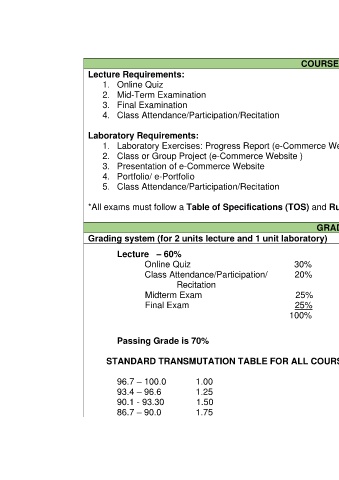 COURSE
Lecture Requirements:
1. Online Quiz
2. Mid-Term Examination
3. Final Examination
4. Class Attendance/Participation/Recitation
Laboratory Requirements:
1. Laboratory Exercises: Progress Report (e-Commerce We
2. Class or Group Project (e-Commerce Website )
3. Presentation of e-Commerce Website
4. Portfolio/ e-Portfolio
5. Class Attendance/Participation/Recitation
*All exams must follow a Table of Specifications (TOS) and Ru
GRAD
Grading system (for 2 units lecture and 1 unit laboratory)
Lecture – 60%
Online Quiz 30%
Class Attendance/Participation/ 20%
Recitation
Midterm Exam 25%
Final Exam 25%
100%
Passing Grade is 70%
STANDARD TRANSMUTATION TABLE FOR ALL COURS
96.7 – 100.0 1.00
93.4 – 96.6 1.25
90.1 - 93.30 1.50
86.7 – 90.0 1.75